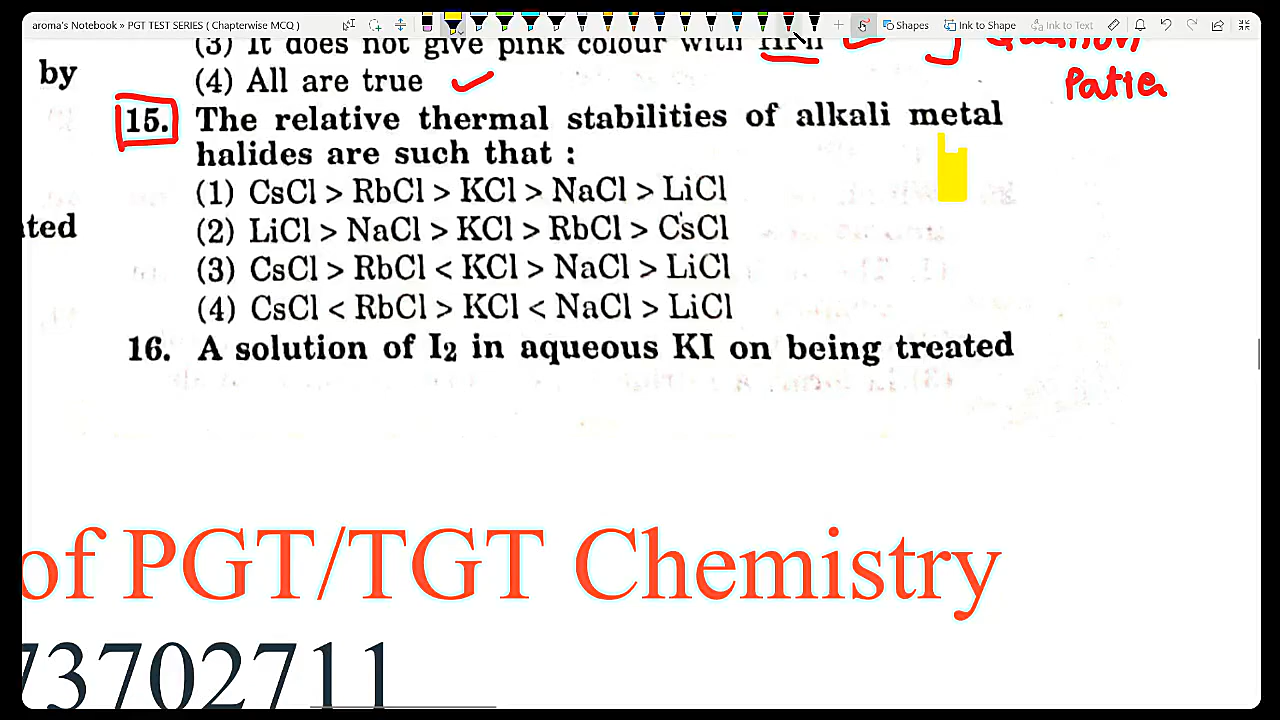 aroma's Notebook » PGT TEST SERIES ( Chapterwise MCQ )
Shapes
Ink to Shape
Ink to Text
(3) It does not give pink colour with
by
(4) All are true
15. The relative thermal stabilities of alkali metal
halides are such that :
(1) CsCl > RbCl > KCl > NaCl > LiCl
(2) LiCl > NaCl > KCl > RbCl > CsCl
(3) CsCl > RbCl < KCl > NaCl > LiCl
(4) CsCl < RbCl > KCl < NaCl > LiCl
16. A solution of I₂ in aqueous KI on being treated
of PGT/TGT Chemistry
73702711